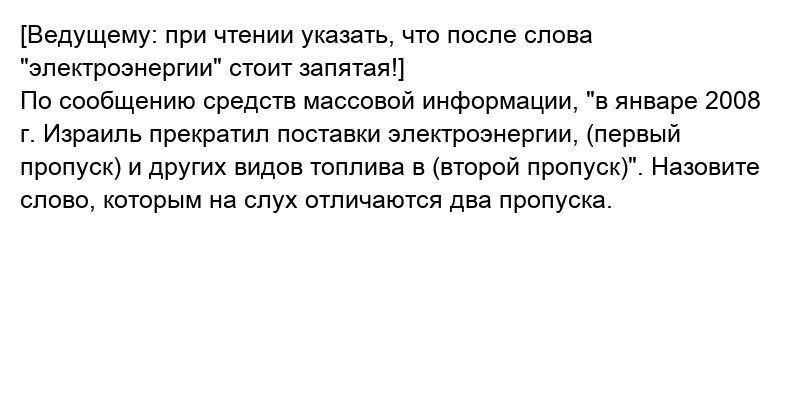 [Ведущему: при чтении указать, что после слова
"электроэнергии" стоит запятая!]
По сообщению средств массовой информации, "в январе 2008
г. Израиль прекратил поставки электроэнергии, (первый
пропуск) и других видов топлива в (второй пропуск)". Назовите
слово, которым на слух отличаются два пропуска.